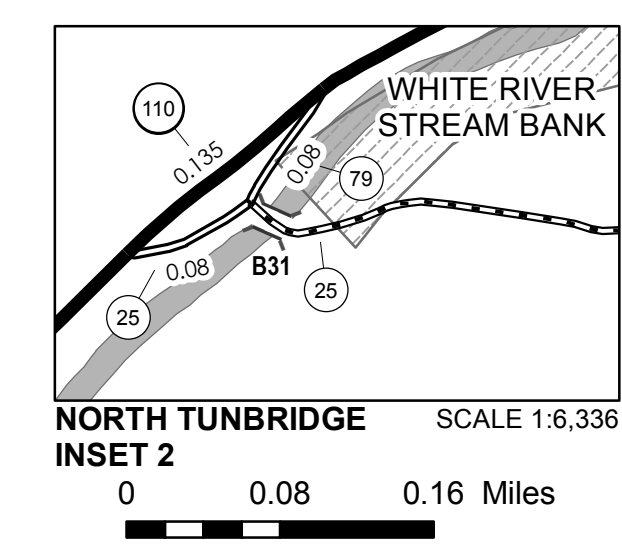 WHITE RIVER
STREAM BANK
110
0.135
0.08
79
B31
0.08
25
25
NORTH TUNBRIDGE
INSET 2
SCALE 1:6,336
0 0.08 0.16 Miles